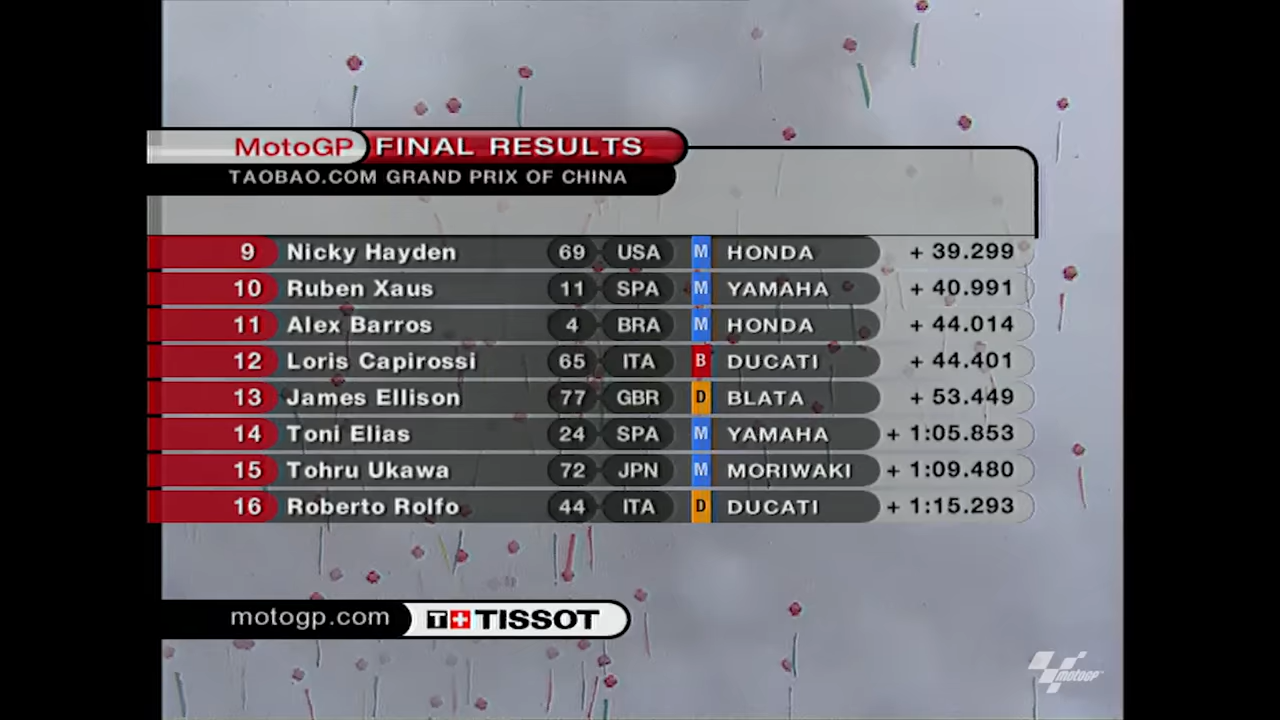 MotoGP FINAL RESULTS
TAOBAO.COM GRAND PRIX OF CHINA
9 Nicky Hayden 69 USA M HONDA + 39.299
10 Ruben Xaus 11 SPA M YAMAHA + 40.991
11 Alex Barros 4 BRA M HONDA + 44.014
12 Loris Capirossi 65 ITA B DUCATI + 44.401
13 James Ellison 77 GBR D BLATA + 53.449
14 Toni Elias 24 SPA M YAMAHA + 1:05.853
15 Tohru Ukawa 72 JPN M MORIWAKI + 1:09.480
16 Roberto Rolfo 44 ITA D DUCATI + 1:15.293
motogp.com T+ TISSOT
MotoGP